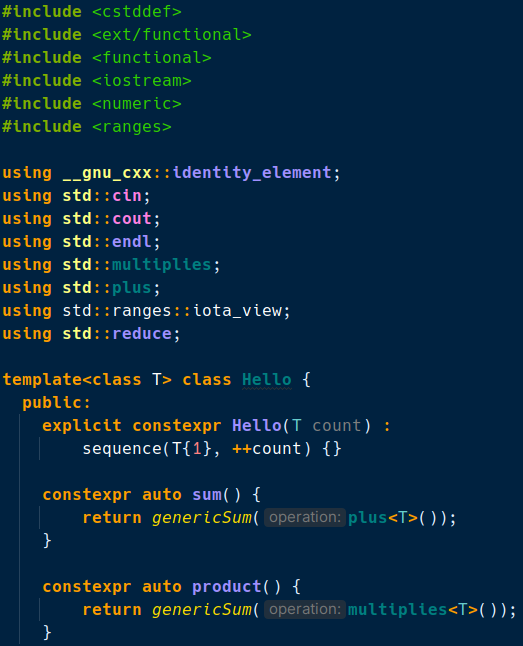 #include <cstddef>
#include <ext/functional>
#include <functional>
#include <iostream>
#include <numeric>
#include <ranges>
using __gnu_cxx::identity_element;
using std::cin;
using std::cout;
using std::endl;
using std::multiplies;
using std::plus;
using std::ranges::iota_view;
using std::reduce;
template<class T> class Hello {
public:
explicit constexpr Hello(T count) :
sequence(T{1}, ++count) {}
constexpr auto sum() {
return genericSum( operation: plus<T>());
}
constexpr auto product() {
return genericSum( operation: multiplies<T>());
}